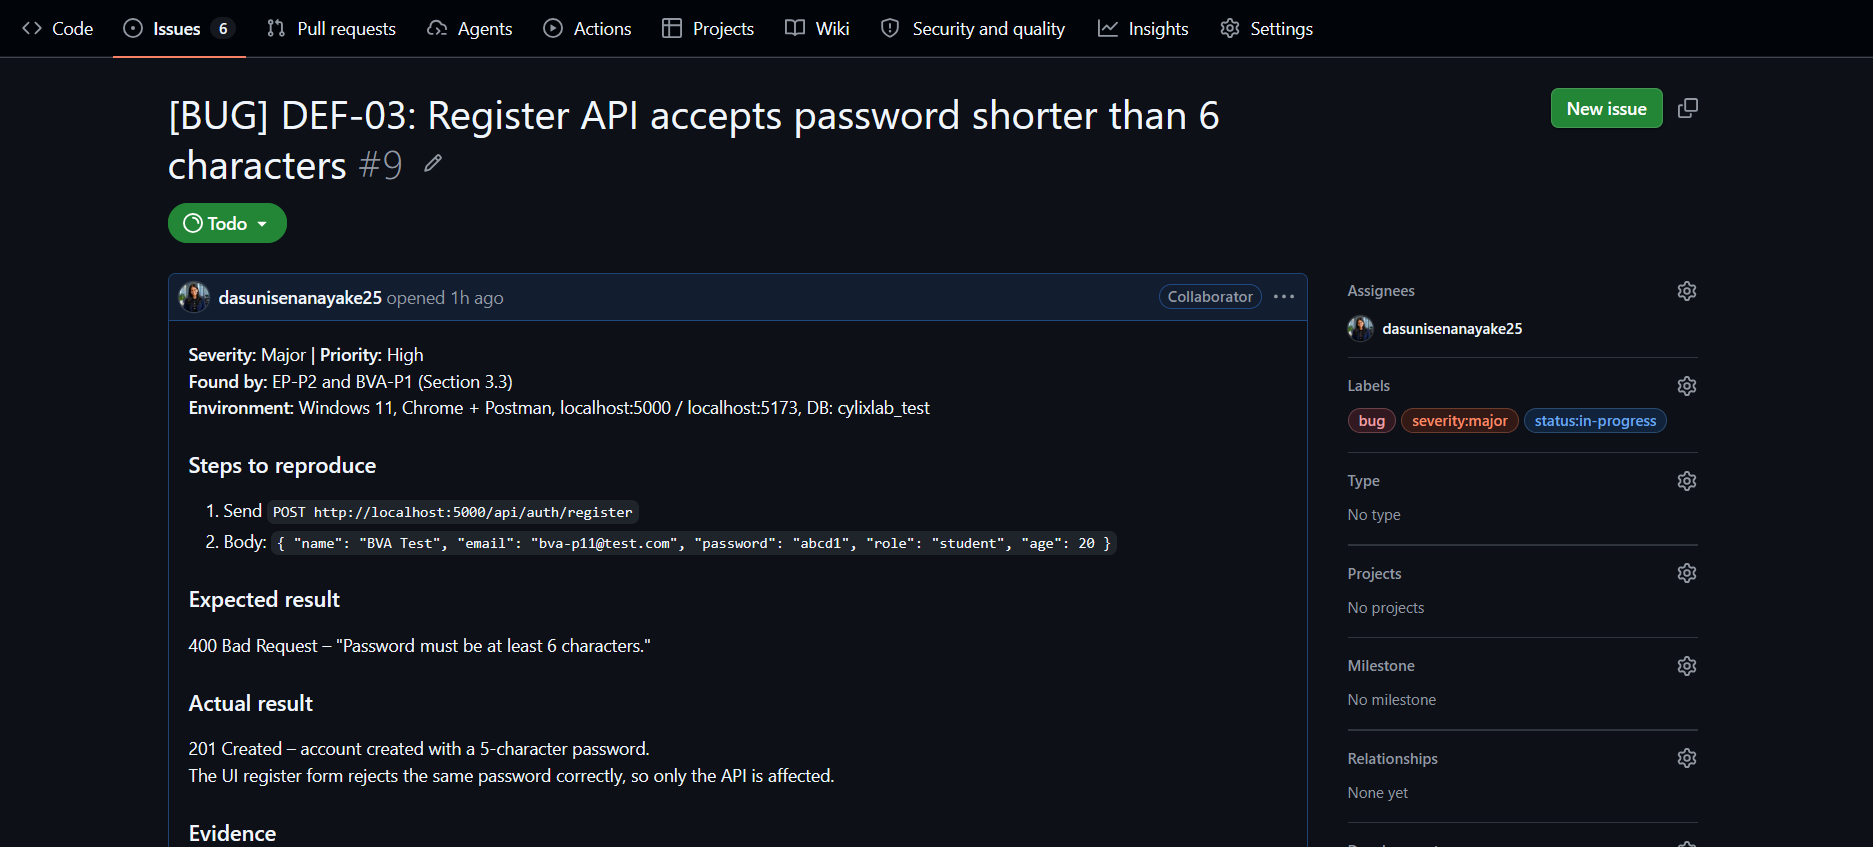 Code
Issues 6
Pull requests
Agents
Actions
Projects
Wiki
Security and quality
Insights
Settings
[BUG] DEF-03: Register API accepts password shorter than 6
characters #9
New issue
Todo
dasunisenanayake25 opened 1h ago
Collaborator
Severity: Major | Priority: High
Found by: EP-P2 and BVA-P1 (Section 3.3)
Environment: Windows 11, Chrome + Postman, localhost:5000 / localhost:5173, DB: cylixlab_test
Steps to reproduce
1. Send POST http://localhost:5000/api/auth/register
2. Body: { "name": "BVA Test", "email": "bva-p11@test.com", "password": "abcd1", "role": "student", "age": 20 }
Expected result
400 Bad Request – "Password must be at least 6 characters."
Actual result
201 Created – account created with a 5-character password.
The UI register form rejects the same password correctly, so only the API is affected.
Evidence
Assignees
dasunisenanayake25
Labels
bug severity:major status:in-progress
Type
No type
Projects
No projects
Milestone
No milestone
Relationships
None yet